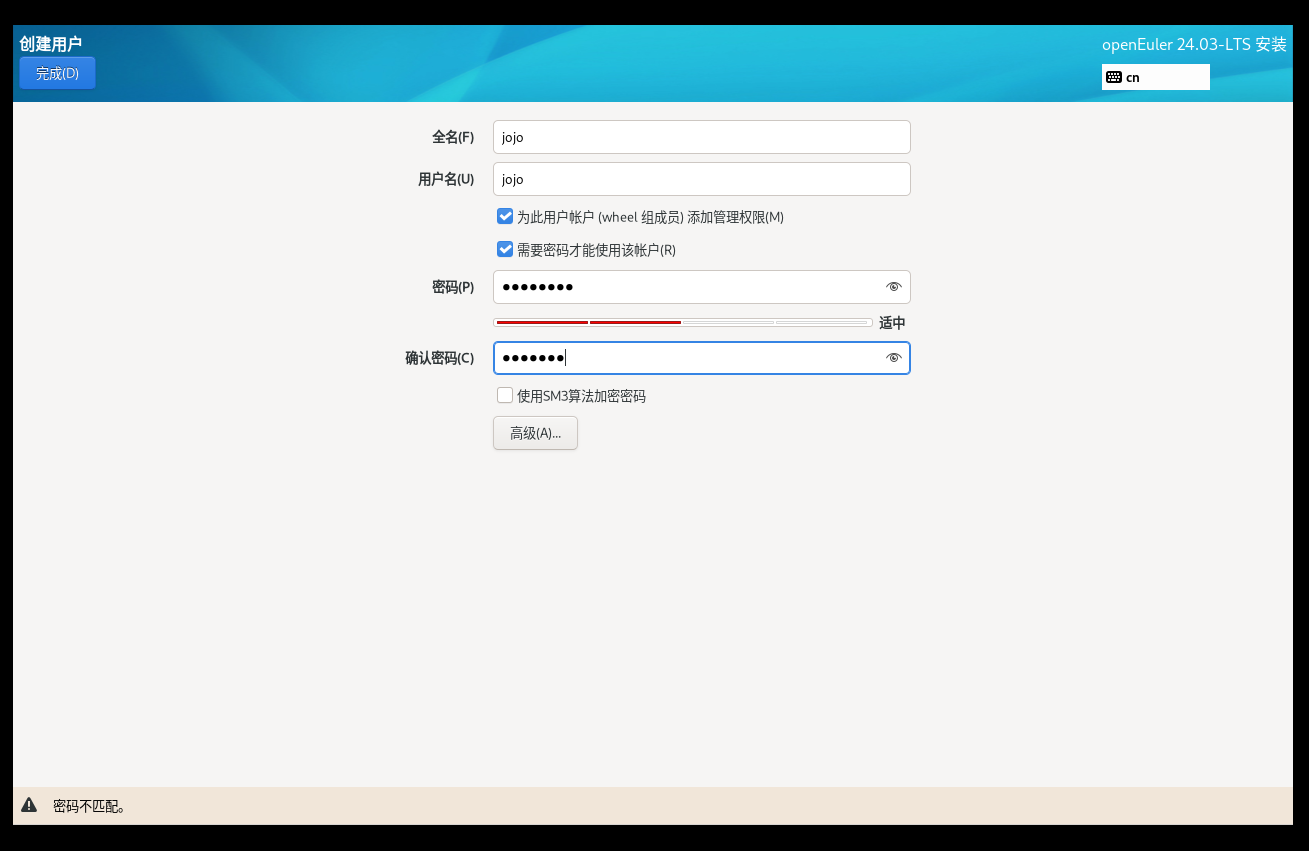 创建用户
openEuler 24.03-LTS 安装
完成(D)
cn
全名(F)
jojo
用户名(U)
jojo
为此用户帐户 (wheel 组成员) 添加管理权限(M)
需要密码才能使用该帐户(R)
密码(P)
●●●●●●●●
适中
确认密码(C)
●●●●●●●
使用SM3算法加密密码
高级(A)...
密码不匹配。